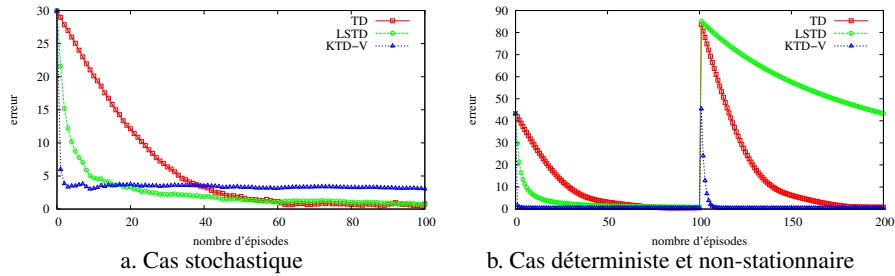 30
25
20
15
10
5
0
erreur
TD
LSTD
KTD-V
0 20 40 60 80 100
nombre d'épisodes
a. Cas stochastique
90
80
70
60
50
40
30
20
10
0
erreur
TD
LSTD
KTD-V
0 50 100 150 200
nombre d'épisodes
b. Cas déterministe et non-stationnaire